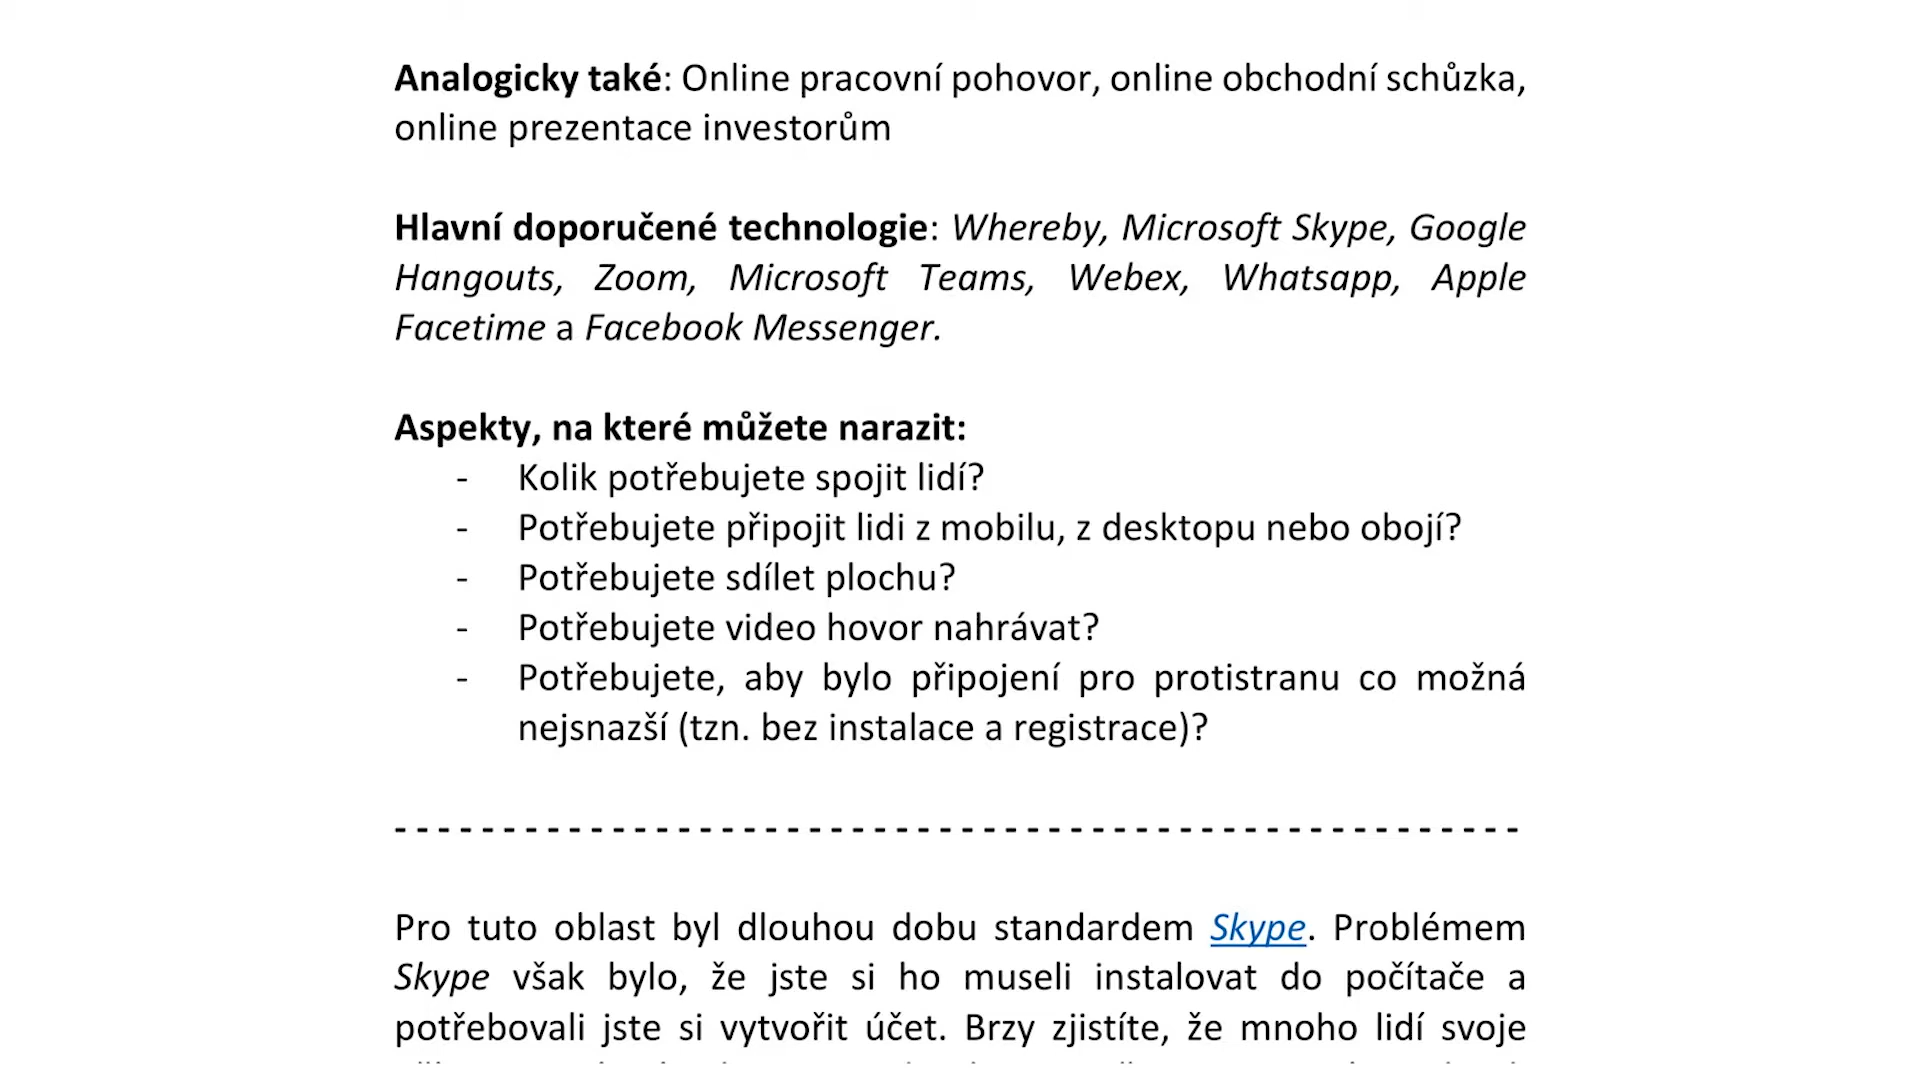 Analogicky také: Online pracovní pohovor, online obchodní schůzka,
online prezentace investorům
Hlavní doporučené technologie: Whereby, Microsoft Skype, Google
Hangouts, Zoom, Microsoft Teams, Webex, Whatsapp, Apple
Facetime a Facebook Messenger.
Aspekty, na které můžete narazit:
- Kolik potřebujete spojit lidí?
- Potřebujete připojit lidi z mobilu, z desktopu nebo obojí?
- Potřebujete sdílet plochu?
- Potřebujete video hovor nahrávat?
- Potřebujete, aby bylo připojení pro protistranu co možná
nejsnazší (tzn. bez instalace a registrace)?
- - - - - - - - - - - - - - - - - - - - - - - - - - - - - - - - - - - - - - - - - - - - - - - - - - - -
Pro tuto oblast byl dlouhou dobu standardem Skype. Problémem
Skype však bylo, že jste si ho museli instalovat do počítače a
potřebovali jste si vytvořit účet. Brzy zjistíte, že mnoho lidí svoje